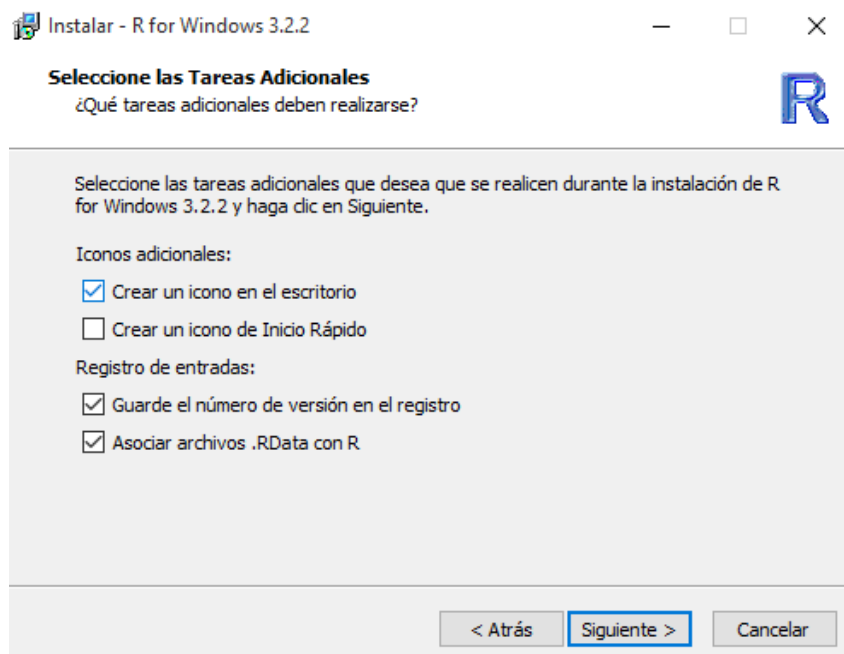 Instalar - R for Windows 3.2.2
Seleccione las Tareas Adicionales
¿Qué tareas adicionales deben realizarse?
R
Seleccione las tareas adicionales que desea que se realicen durante la instalación de R
for Windows 3.2.2 y haga clic en Siguiente.
Iconos adicionales:
Crear un icono en el escritorio
Crear un icono de Inicio Rápido
Registro de entradas:
Guarde el número de versión en el registro
Asociar archivos .RData con R
< Atrás
Siguiente >
Cancelar